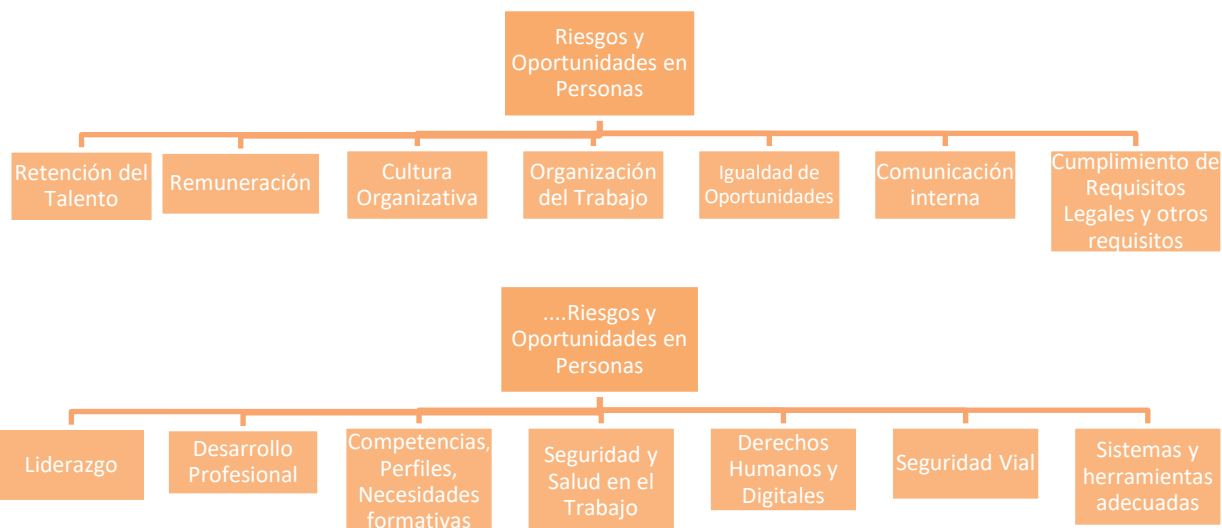 Riesgos y
Oportunidades en
Personas
Retención del
Talento
Remuneración
Cultura
Organizativa
Organización
del Trabajo
Igualdad de
Oportunidades
Comunicación
interna
Cumplimiento de
Requisitos
Legales y otros
requisitos
....Riesgos y
Oportunidades en
Personas
Liderazgo
Desarrollo
Profesional
Competencias,
Perfiles,
Necesidades
formativas
Seguridad y
Salud en el
Trabajo
Derechos
Humanos y
Digitales
Seguridad Vial
Sistemas y
herramientas
adecuadas